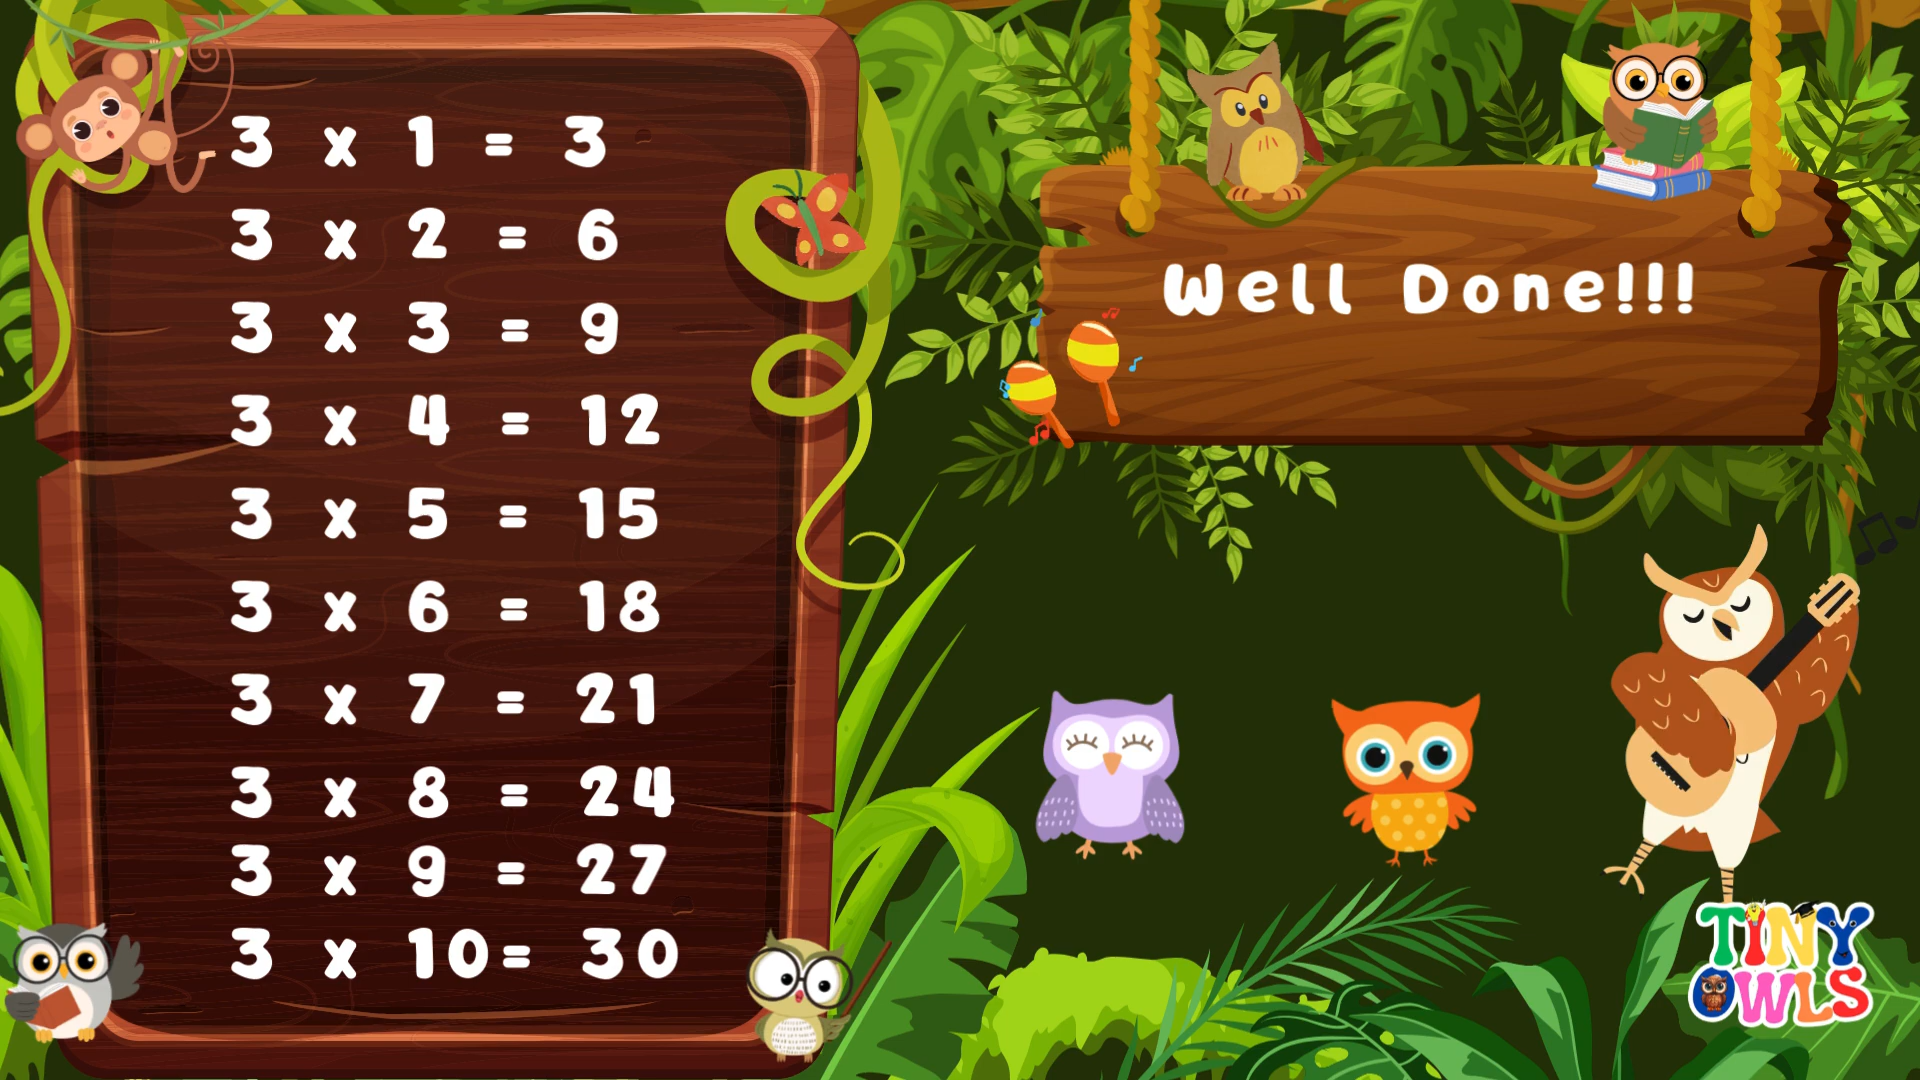 3 x 1 = 3
3 x 2 = 6
3 x 3 = 9
3 x 4 = 12
3 x 5 = 15
3 x 6 = 18
3 x 7 = 21
3 x 8 = 24
3 x 9 = 27
3 x 10= 30
Well Done!!!
TINY
OWLS